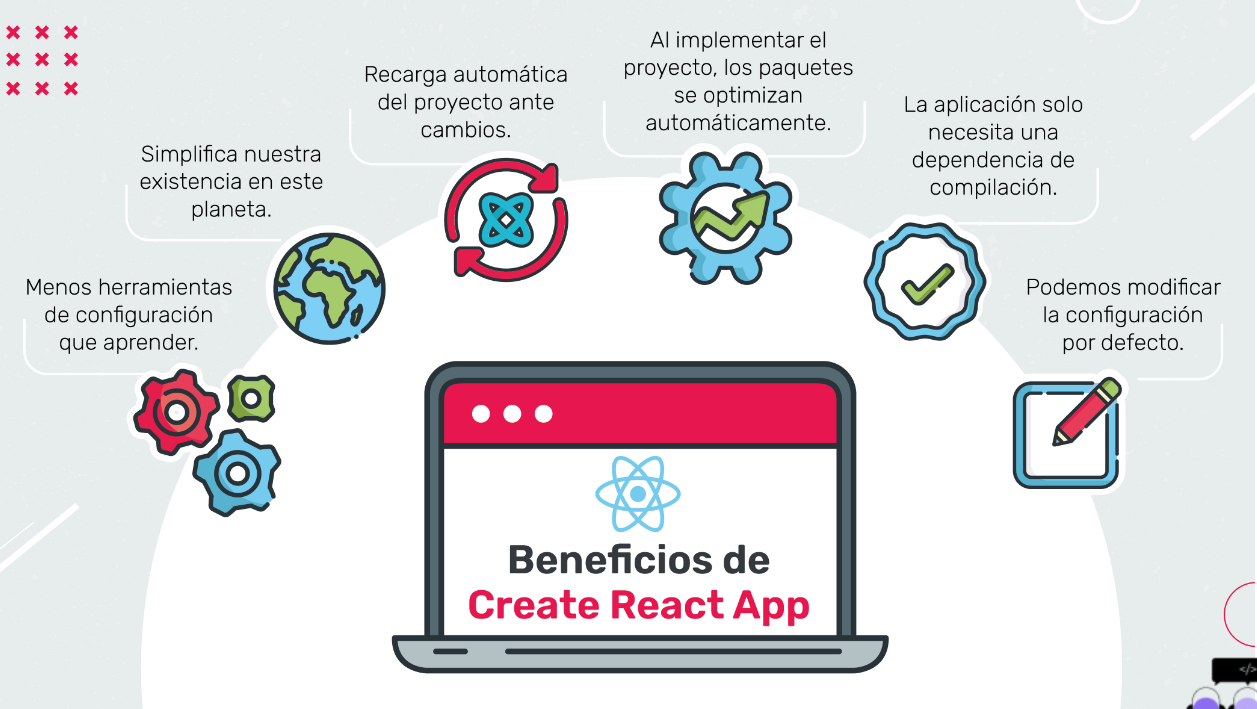 Menos herramientas
de configuración
que aprender.
Simplifica nuestra
existencia en este
planeta.
Recarga automática
del proyecto ante
cambios.
Al implementar el
proyecto, los paquetes
se optimizan
automáticamente.
La aplicación solo
necesita una
dependencia de
compilación.
Podemos modificar
la configuración
por defecto.
Beneficios de
Create React App
</>